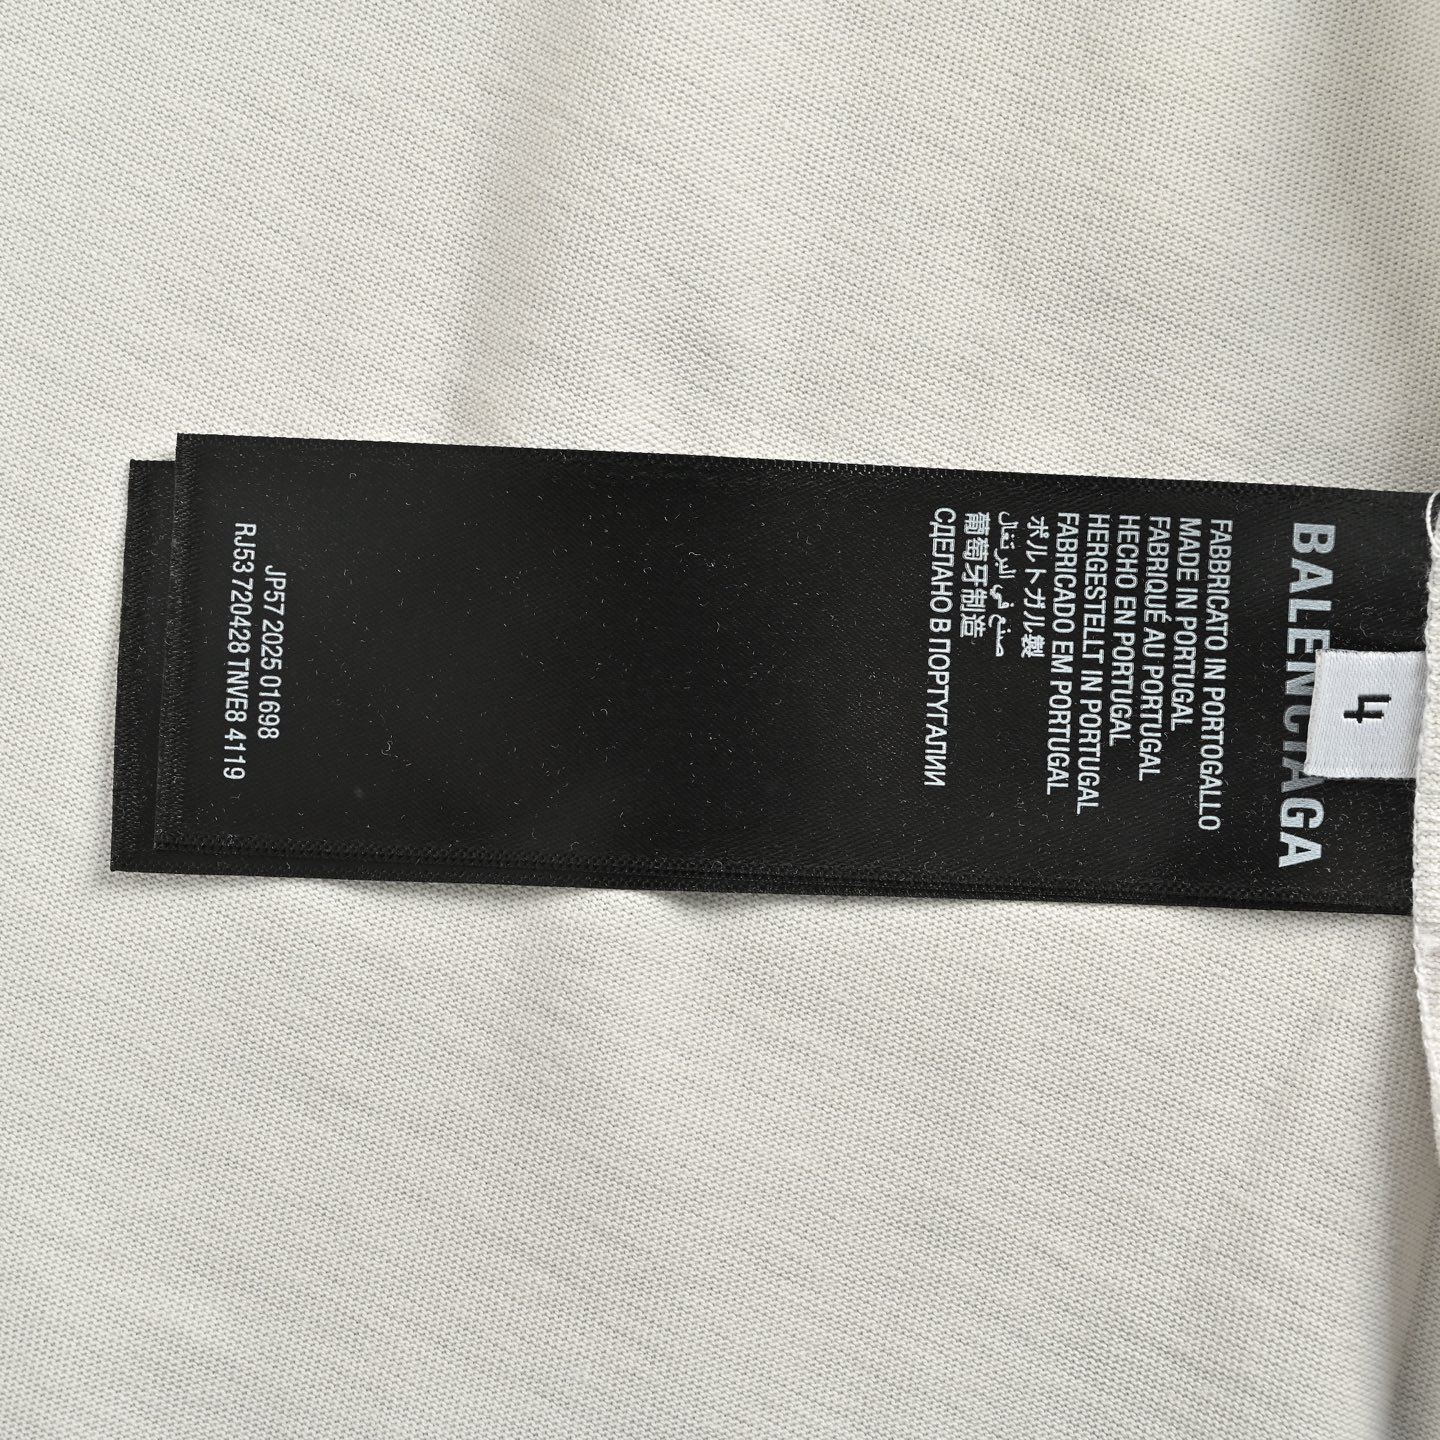 BALENCIAGA
4
FABBRICATO IN PORTOGALLO
MADE IN PORTUGAL
FABRIQUÉ AU PORTUGAL
HECHO EN PORTUGAL
HERGESTELLT IN PORTUGAL
FABRICADO EM PORTUGAL
ポルトガル製
صنع في البرتغال
葡萄牙制造
СДЕЛАНО В ПОРТУГАЛИИ
JP57 2025 01698
RJ53 720428 TNVE8 4119